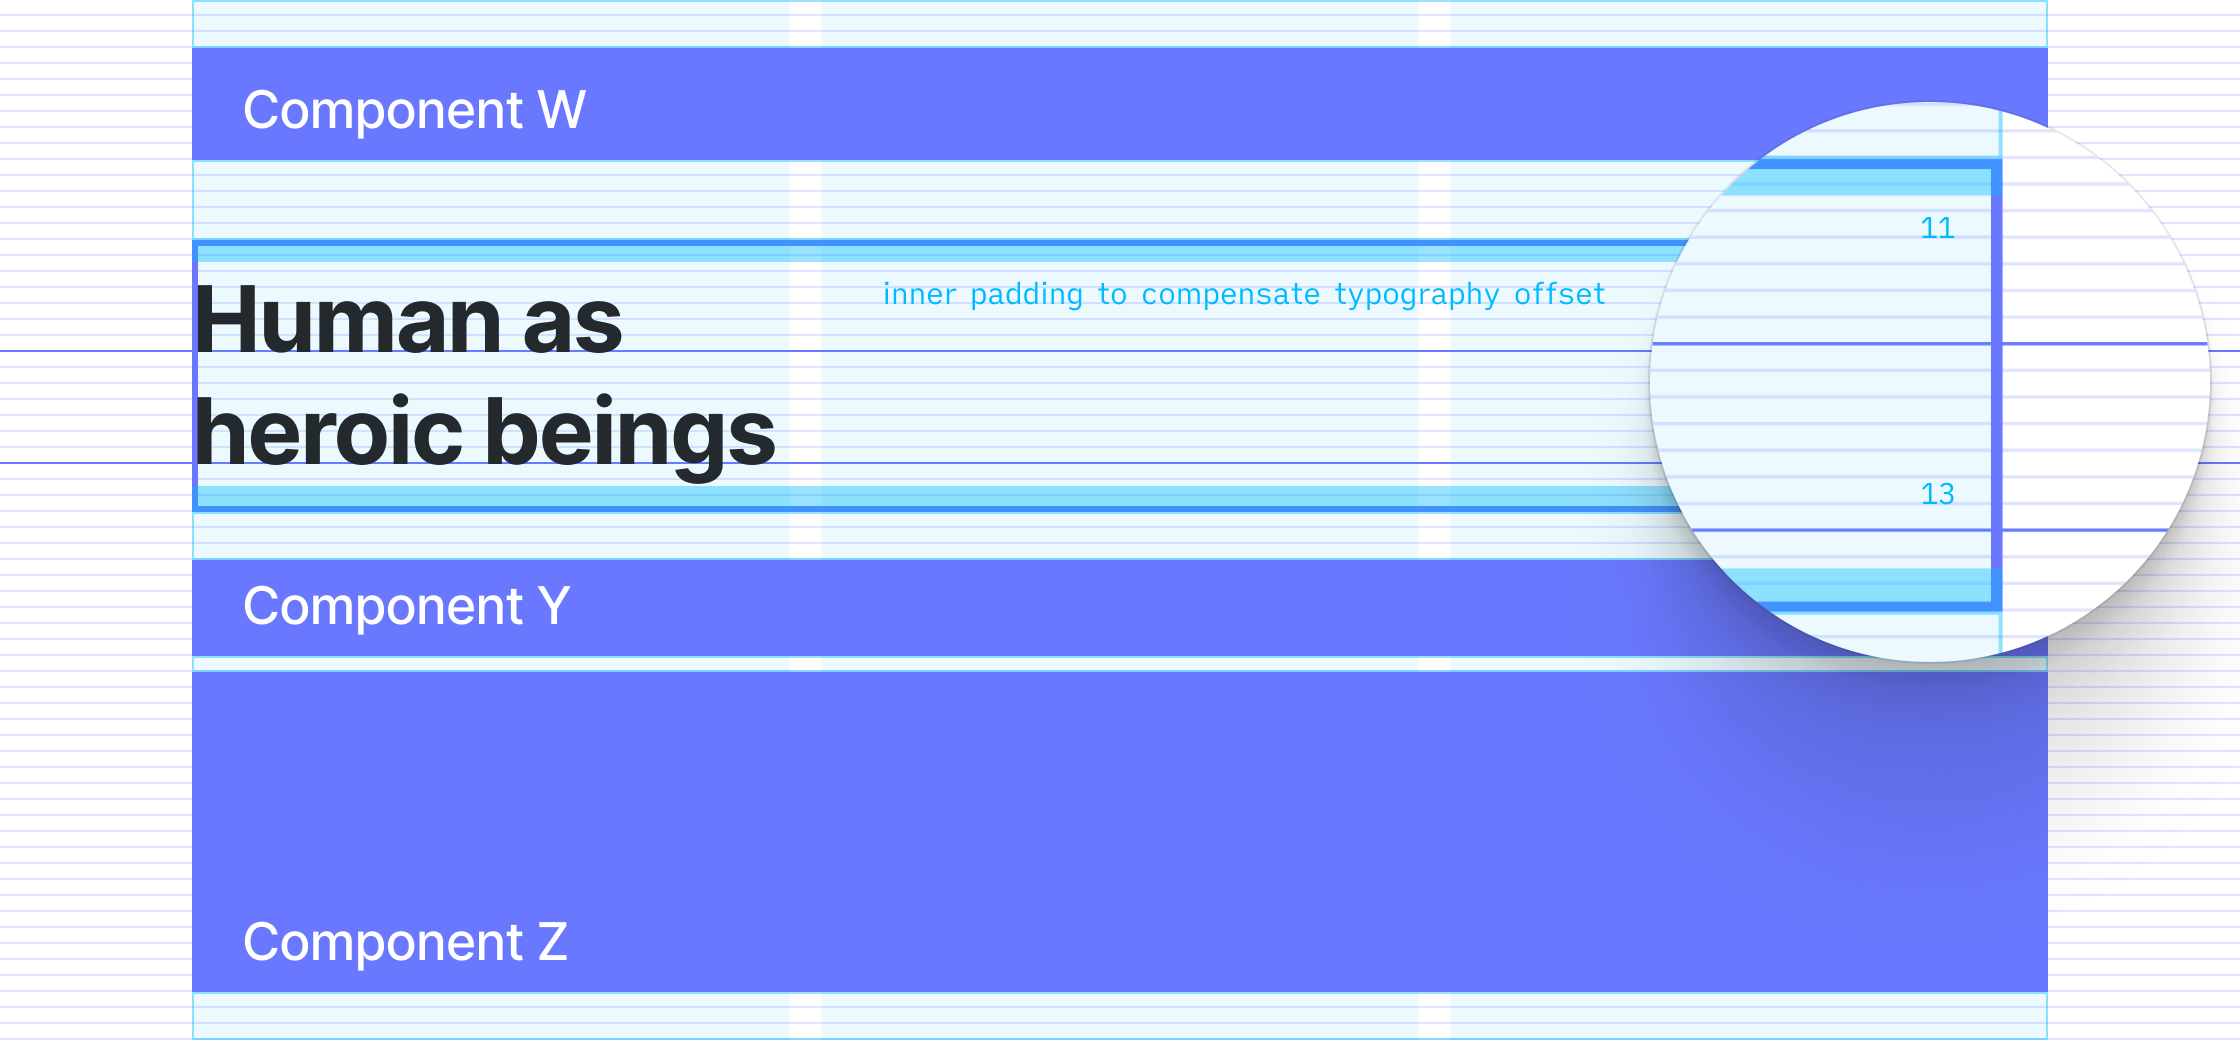 Component W
11
inner padding to compensate typography offset
Human as
heroic beings
13
Component Y
Component Z